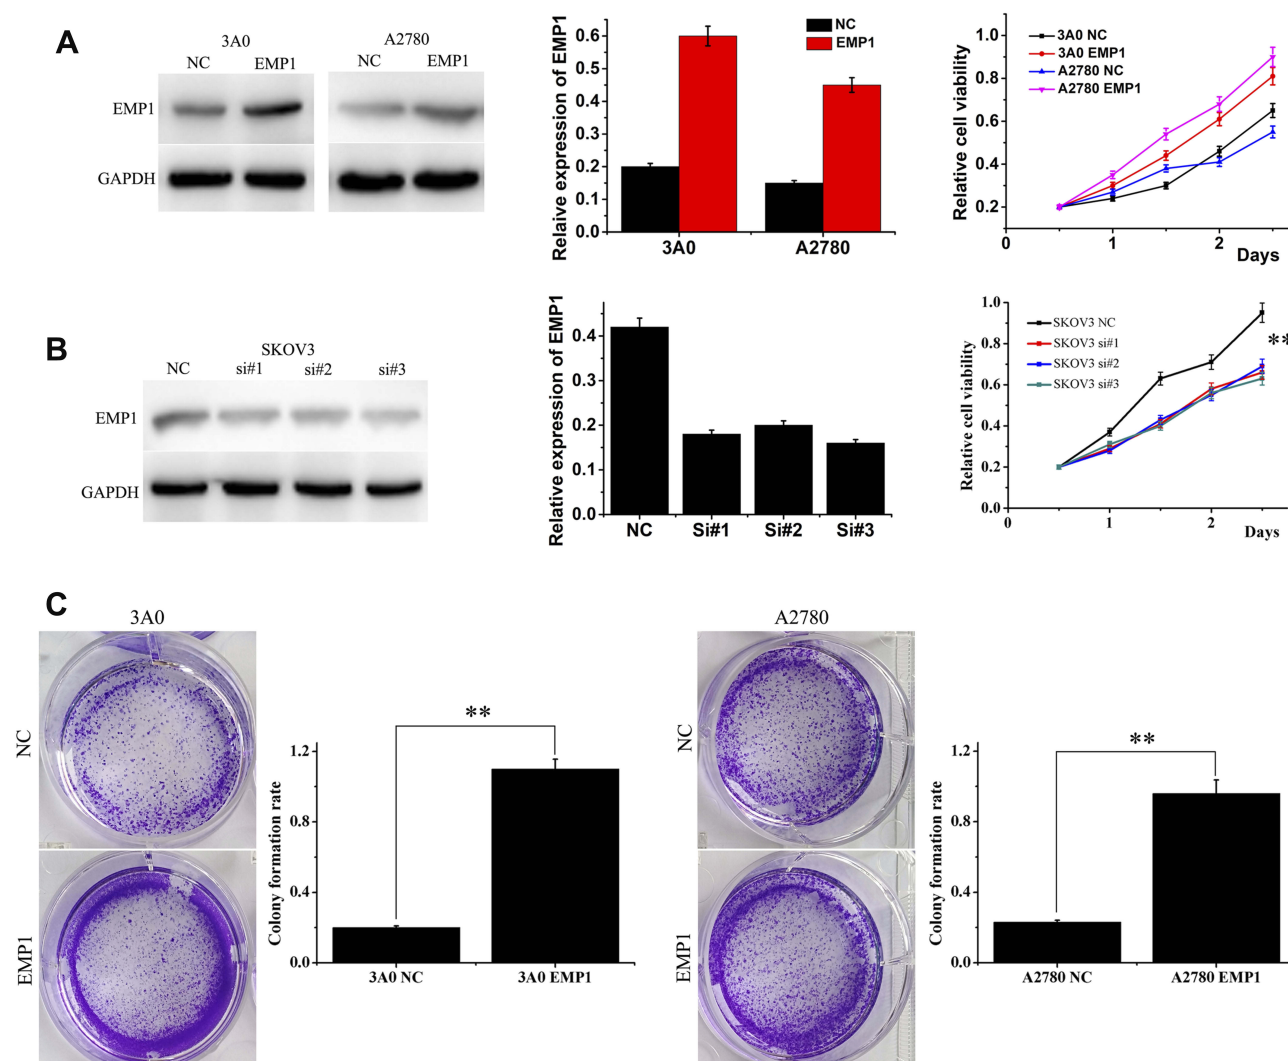 A
3A0
NC EMP1
EMP1
GAPDH
A2780
NC EMP1
Relaive expression of EMP1
0.6
0.5
0.4
0.3
0.2
0.1
0.0
NC
EMP1
3A0 A2780
Relative cell viability
1.0
0.8
0.6
0.4
0.2
3A0 NC
3A0 EMP1
A2780 NC
A2780 EMP1
0 1 2
Days
B
SKOV3
NC si#1 si#2 si#3
EMP1
GAPDH
Relative expression of EMP1
0.4
0.3
0.2
0.1
0.0
NC Si#1 Si#2 Si#3
Relative cell viability
1.0
0.8
0.6
0.4
0.2
0.0
SKOV3 NC
SKOV3 si#1
SKOV3 si#2
SKOV3 si#3
**
0 1 2
Days
C
3A0
NC
EMP1
Colony formation rate
1.2
0.8
0.4
0.0
**
3A0 NC 3A0 EMP1
A2780
NC
EMP1
Colony formation rate
1.2
0.8
0.4
0.0
**
A2780 NC A2780 EMP1